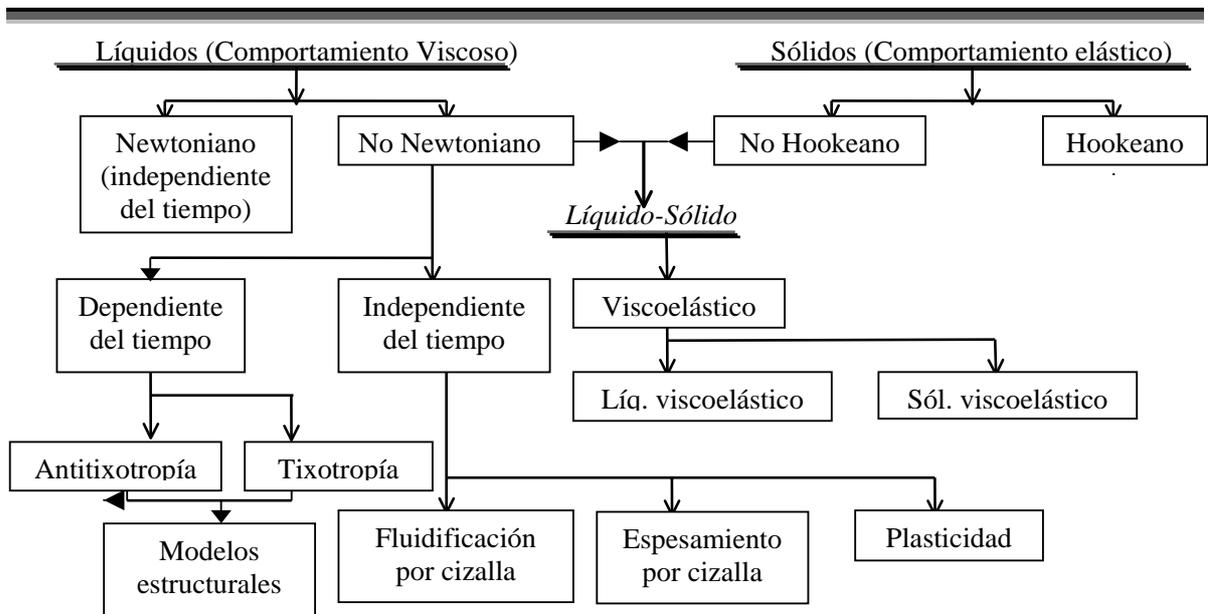 Líquidos (Comportamiento Viscoso)
Sólidos (Comportamiento elástico)
Newtoniano
(independiente
del tiempo)
No Newtoniano
No Hookeano
Hookeano
Líquido-Sólido
Dependiente
del tiempo
Independiente
del tiempo
Viscoelástico
Líq. viscoelástico
Sól. viscoelástico
Antitixotropía
Tixotropía
Modelos
estructurales
Fluidificación
por cizalla
Espesamiento
por cizalla
Plasticidad